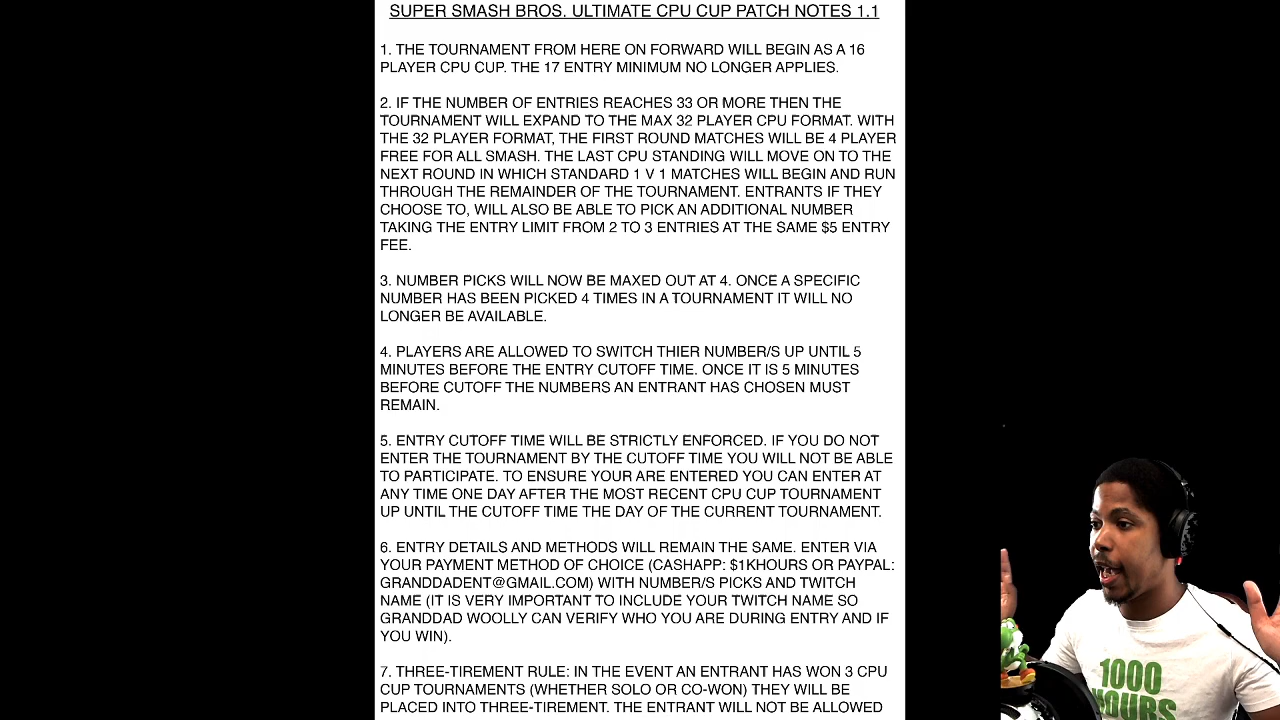 SUPER SMASH BROS. ULTIMATE CPU CUP PATCH NOTES 1.1
1. THE TOURNAMENT FROM HERE ON FORWARD WILL BEGIN AS A 16
PLAYER CPU CUP. THE 17 ENTRY MINIMUM NO LONGER APPLIES.
2. IF THE NUMBER OF ENTRIES REACHES 33 OR MORE THEN THE
TOURNAMENT WILL EXPAND TO THE MAX 32 PLAYER CPU FORMAT. WITH
THE 32 PLAYER FORMAT, THE FIRST ROUND MATCHES WILL BE 4 PLAYER
FREE FOR ALL SMASH. THE LAST CPU STANDING WILL MOVE ON TO THE
NEXT ROUND IN WHICH STANDARD 1 V 1 MATCHES WILL BEGIN AND RUN
THROUGH THE REMAINDER OF THE TOURNAMENT. ENTRANTS IF THEY
CHOOSE TO, WILL ALSO BE ABLE TO PICK AN ADDITIONAL NUMBER
TAKING THE ENTRY LIMIT FROM 2 TO 3 ENTRIES AT THE SAME $5 ENTRY
FEE.
3. NUMBER PICKS WILL NOW BE MAXED OUT AT 4. ONCE A SPECIFIC
NUMBER HAS BEEN PICKED 4 TIMES IN A TOURNAMENT IT WILL NO
LONGER BE AVAILABLE.
4. PLAYERS ARE ALLOWED TO SWITCH THIER NUMBER/S UP UNTIL 5
MINUTES BEFORE THE ENTRY CUTOFF TIME. ONCE IT IS 5 MINUTES
BEFORE CUTOFF THE NUMBERS AN ENTRANT HAS CHOSEN MUST
REMAIN.
5. ENTRY CUTOFF TIME WILL BE STRICTLY ENFORCED. IF YOU DO NOT
ENTER THE TOURNAMENT BY THE CUTOFF TIME YOU WILL NOT BE ABLE
TO PARTICIPATE. TO ENSURE YOUR ARE ENTERED YOU CAN ENTER AT
ANY TIME ONE DAY AFTER THE MOST RECENT CPU CUP TOURNAMENT
UP UNTIL THE CUTOFF TIME THE DAY OF THE CURRENT TOURNAMENT.
6. ENTRY DETAILS AND METHODS WILL REMAIN THE SAME. ENTER VIA
YOUR PAYMENT METHOD OF CHOICE (CASHAPP: $1KHOURS OR PAYPAL:
GRANDDADENT@GMAIL.COM) WITH NUMBER/S PICKS AND TWITCH
NAME (IT IS VERY IMPORTANT TO INCLUDE YOUR TWITCH NAME SO
GRANDDAD WOOLLY CAN VERIFY WHO YOU ARE DURING ENTRY AND IF
YOU WIN).
7. THREE-TIREMENT RULE: IN THE EVENT AN ENTRANT HAS WON 3 CPU
CUP TOURNAMENTS (WHETHER SOLO OR CO-WON) THEY WILL BE
PLACED INTO THREE-TIREMENT. THE ENTRANT WILL NOT BE ALLOWED
1000
HOURS